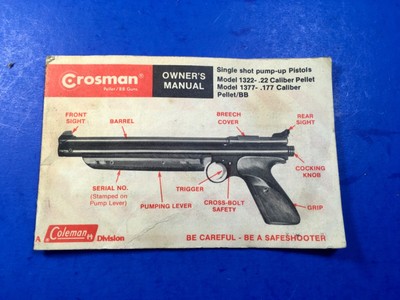 Crosman®
Pellet/BB Guns
OWNER'S
MANUAL
Single shot pump-up Pistols
Model 1322- .22 Caliber Pellet
Model 1377- .177 Caliber
Pellet/BB
FRONT
SIGHT
BARREL
BREECH
COVER
REAR
SIGHT
SERIAL NO.
(Stamped on
Pump Lever)
PUMPING LEVER
TRIGGER
CROSS-BOLT
SAFETY
COCKING
KNOB
GRIP
A Coleman Division
BE CAREFUL - BE A SAFESHOOTER